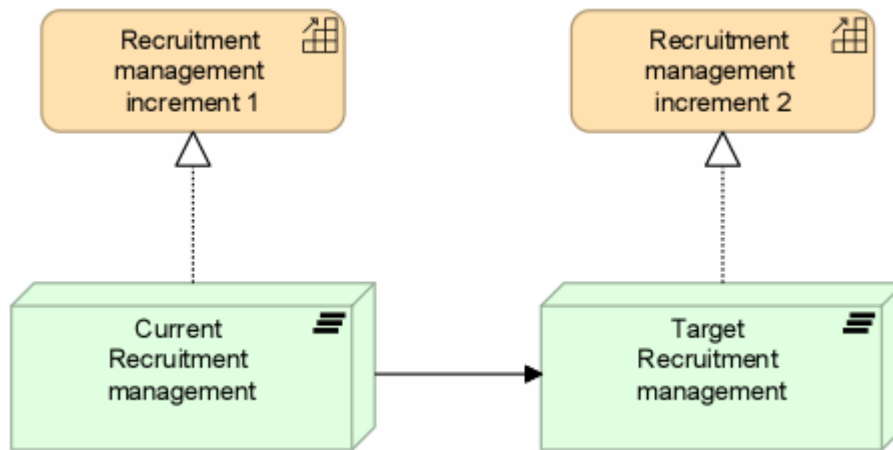 Recruitment
management
increment 1
Recruitment
management
increment 2
Current
Recruitment
management
Target
Recruitment
management